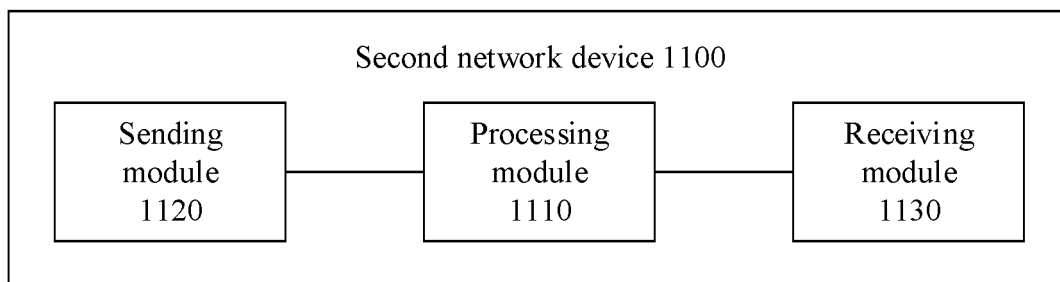 Second network device 1100
Sending
module
1120
Processing
module
1110
Receiving
module
1130